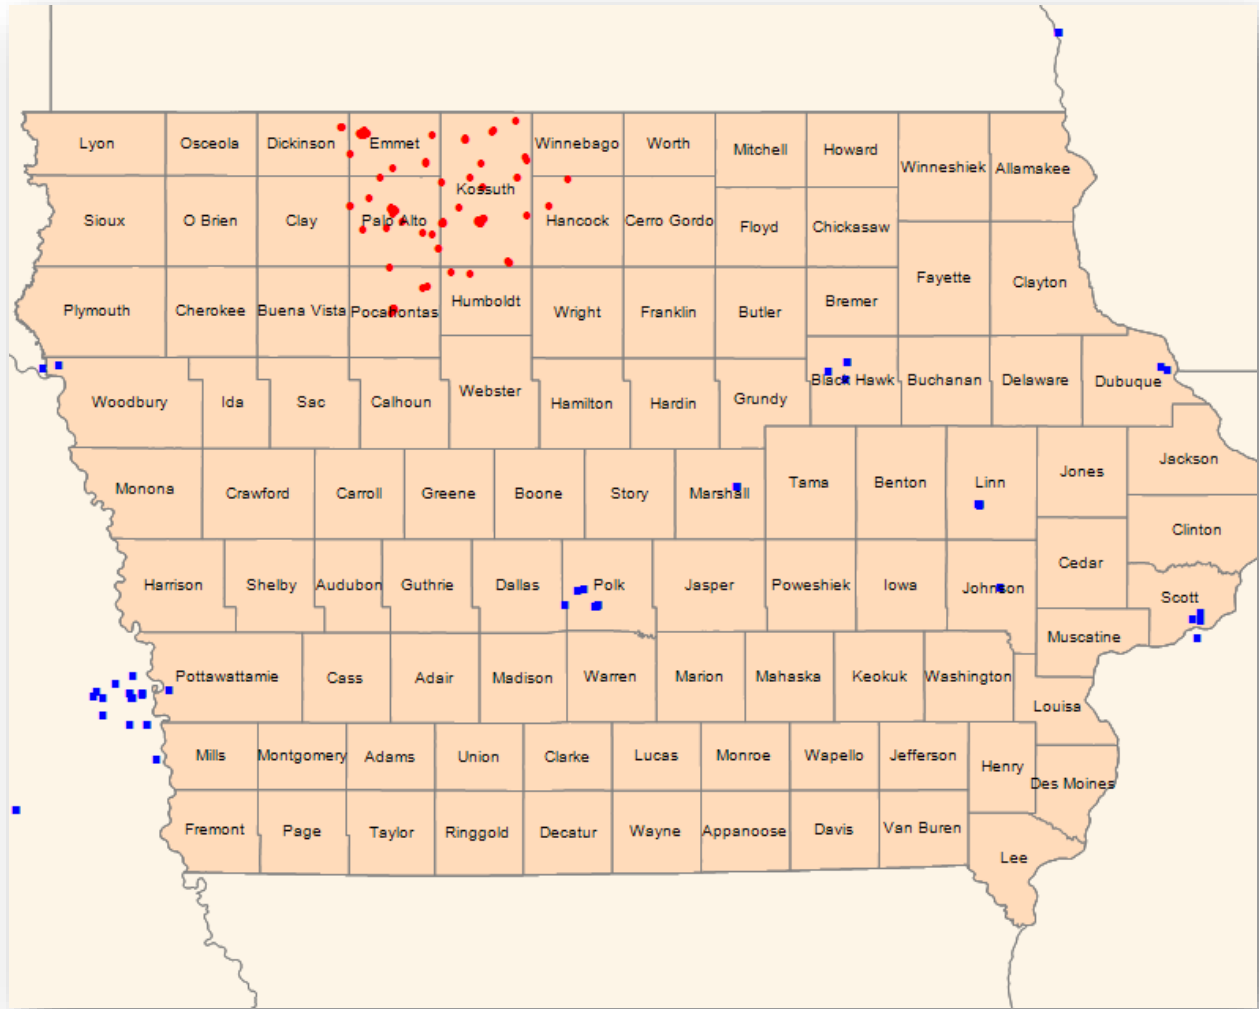 Lyon
Osceola
Dickinson
Emmet
Winnebago
Worth
Mitchell
Howard
Winneshiek
Allamakee
Kossuth
Sioux
O Brien
Clay
Palo Alto
Hancock
Cerro Gordo
Floyd
Chickasaw
Fayette
Clayton
Plymouth
Cherokee
Buena Vista
Pocahontas
Humboldt
Wright
Franklin
Butler
Bremer
Woodbury
Ida
Sac
Calhoun
Webster
Hamilton
Hardin
Grundy
Black Hawk
Buchanan
Delaware
Dubuque
Monona
Crawford
Carroll
Greene
Boone
Story
Marshall
Tama
Benton
Linn
Jones
Jackson
Clinton
Harrison
Shelby
Audubon
Guthrie
Dallas
Polk
Jasper
Poweshiek
Iowa
Johnson
Cedar
Scott
Muscatine
Pottawattamie
Cass
Adair
Madison
Warren
Marion
Mahaska
Keokuk
Washington
Louisa
Mills
Montgomery
Adams
Union
Clarke
Lucas
Monroe
Wapello
Jefferson
Henry
Des Moines
Fremont
Page
Taylor
Ringgold
Decatur
Wayne
Appanoose
Davis
Van Buren
Lee